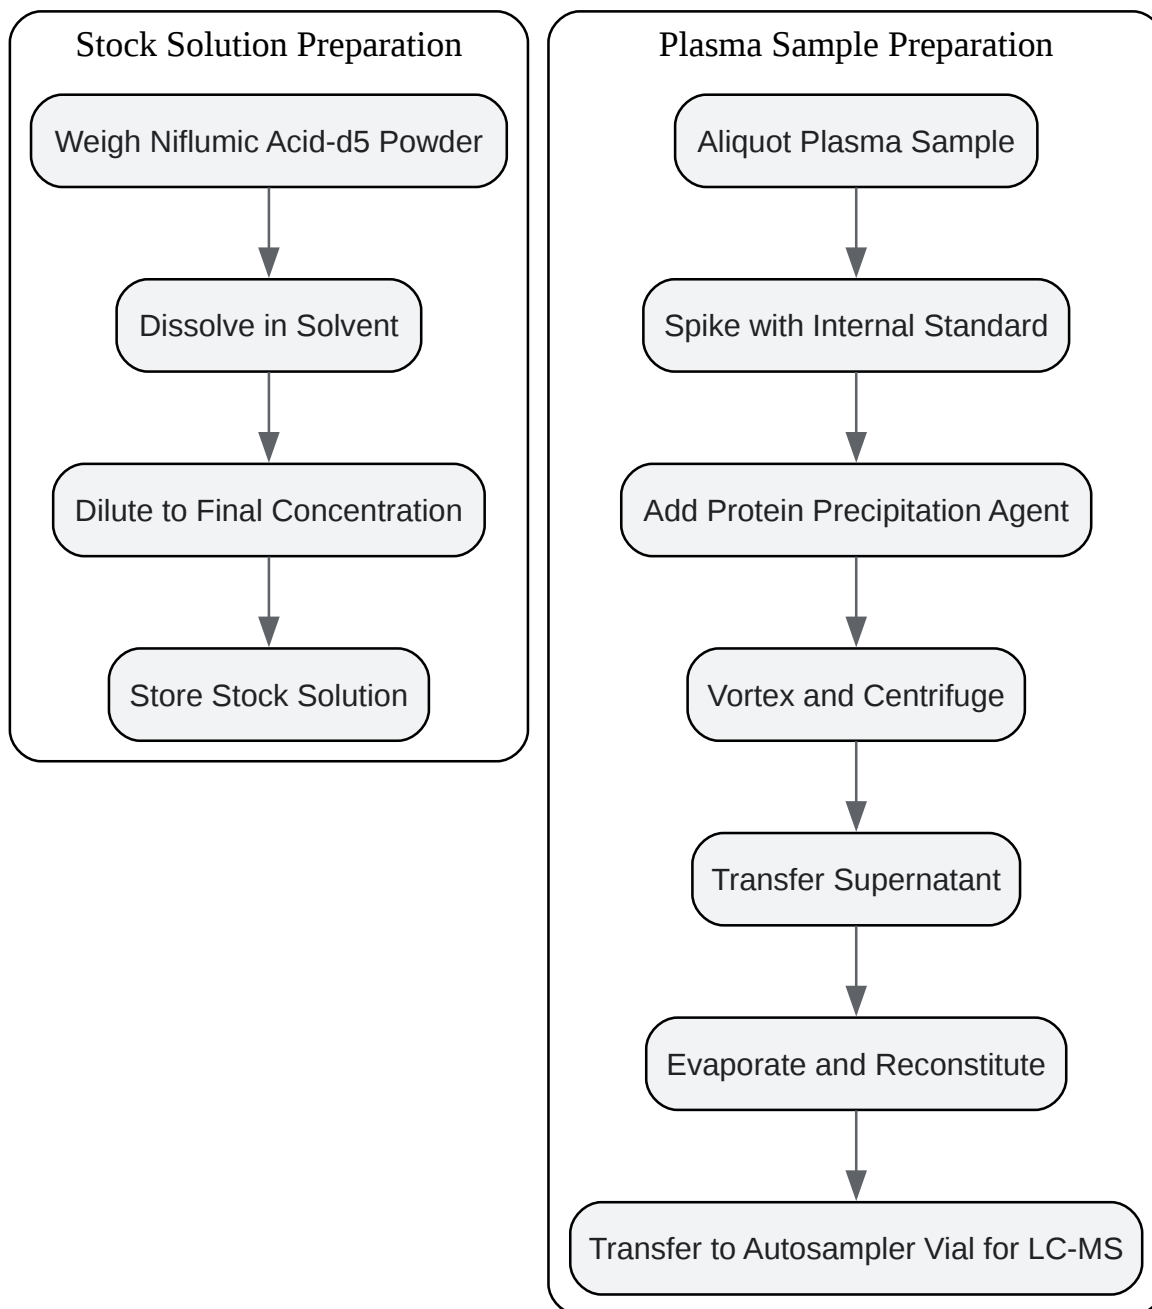 Stock Solution Preparation
Weigh Niflumic Acid-d5 Powder
Dissolve in Solvent
Dilute to Final Concentration
Store Stock Solution
Plasma Sample Preparation
Aliquot Plasma Sample
Spike with Internal Standard
Add Protein Precipitation Agent
Vortex and Centrifuge
Transfer Supernatant
Evaporate and Reconstitute
Transfer to Autosampler Vial for LC-MS